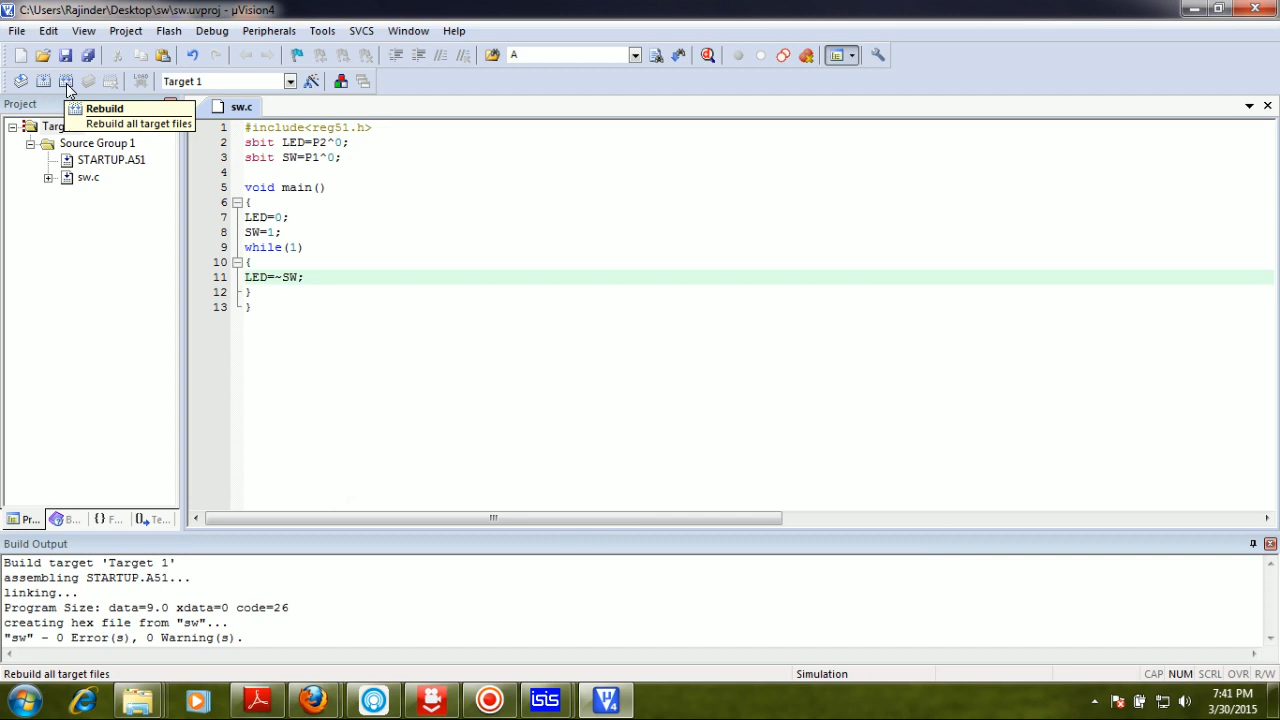 C:\Users\Rajinder\Desktop\sw\sw.uvproj - µVision4
File Edit View Project Flash Debug Peripherals Tools SVCS Window Help
A
LOAD Target 1
Project
Rebuild
Rebuild all target files
Targ
Source Group 1
STARTUP.A51
sw.c
sw.c
1 #include<reg51.h>
2 sbit LED=P2^0;
3 sbit SW=P1^0;
4
5 void main()
6 {
7 LED=0;
8 SW=1;
9 while(1)
10 {
11 LED=~SW;
12 }
13 }
Pr... B... {} F... Te...
Build Output
Build target 'Target 1'
assembling STARTUP.A51...
linking...
Program Size: data=9.0 xdata=0 code=26
creating hex file from "sw"...
"sw" - 0 Error(s), 0 Warning(s).
Rebuild all target files Simulation CAP NUM SCRL OVR R/W
isis
7:41 PM
3/30/2015